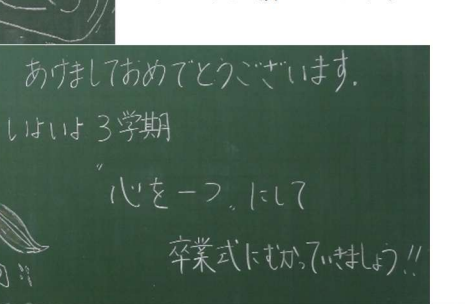 あけましておめでとうございます.
いよいよ3学期
〝心を一つ〟にして
卒業式にむかっていきましょう!!